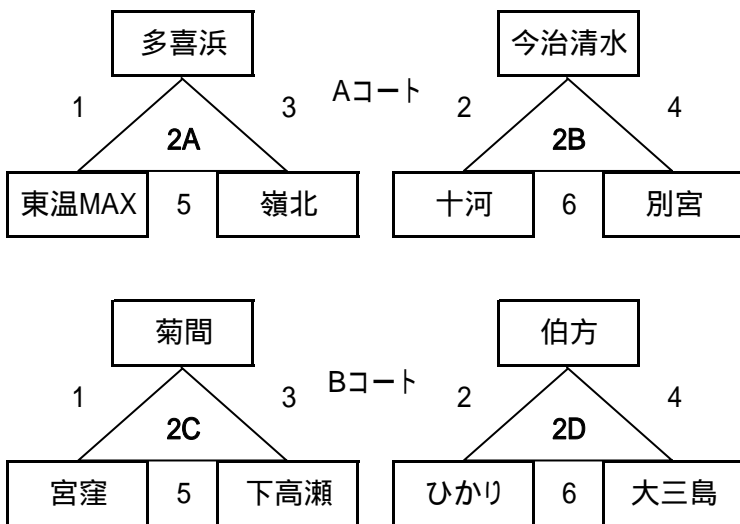 多喜浜 今治清水
1 3 Aコート 2 4
2A 2B
東温MAX 5 嶺北 十河 6 別宮
菊間 伯方
1 3 Bコート 2 4
2C 2D
宮窪 5 下高瀬 ひかり 6 大三島